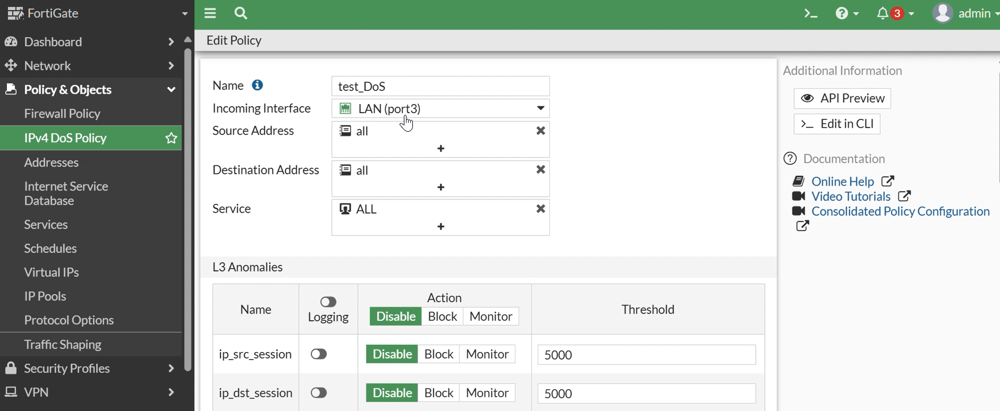 FortiGate
3
admin
Dashboard
Network
Policy & Objects
Firewall Policy
IPv4 DoS Policy
Addresses
Internet Service
Database
Services
Schedules
Virtual IPs
IP Pools
Protocol Options
Traffic Shaping
Security Profiles
VPN
Edit Policy
Name
test_DoS
Incoming Interface
LAN (port3)
Source Address
all
+
Destination Address
all
+
Service
ALL
+
L3 Anomalies
Name
Logging
Action
Disable Block Monitor
Threshold
ip_src_session
Disable Block Monitor
5000
ip_dst_session
Disable Block Monitor
5000
Additional Information
API Preview
>_ Edit in CLI
Documentation
Online Help
Video Tutorials
Consolidated Policy Configuration